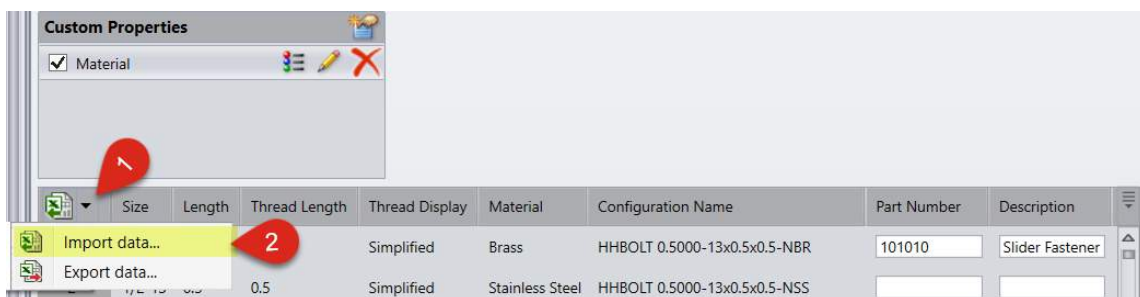 Custom Properties
Material
1
Size Length Thread Length Thread Display Material Configuration Name Part Number Description
Import data... 2 Simplified Brass HHBOLT 0.5000-13x0.5x0.5-NBR 101010 Slider Fastener
Export data...
0.5 Simplified Stainless Steel HHBOLT 0.5000-13x0.5x0.5-NSS